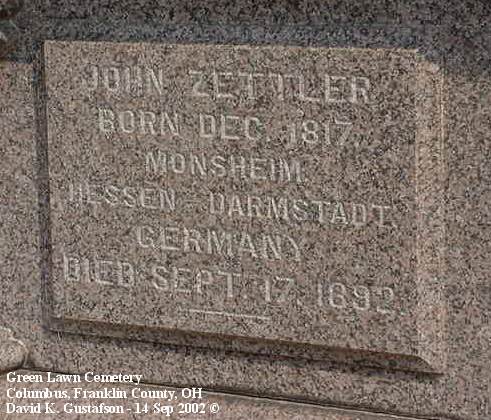 JOHN ZETTLER
BORN DEC. 1817.
MONSHEIM.
HESSEN-DARMSTADT,
GERMANY
DIED SEPT. 17, 1892.
Green Lawn Cemetery
Columbus, Franklin County, OH
David K. Gustafson - 14 Sep 2002 ©